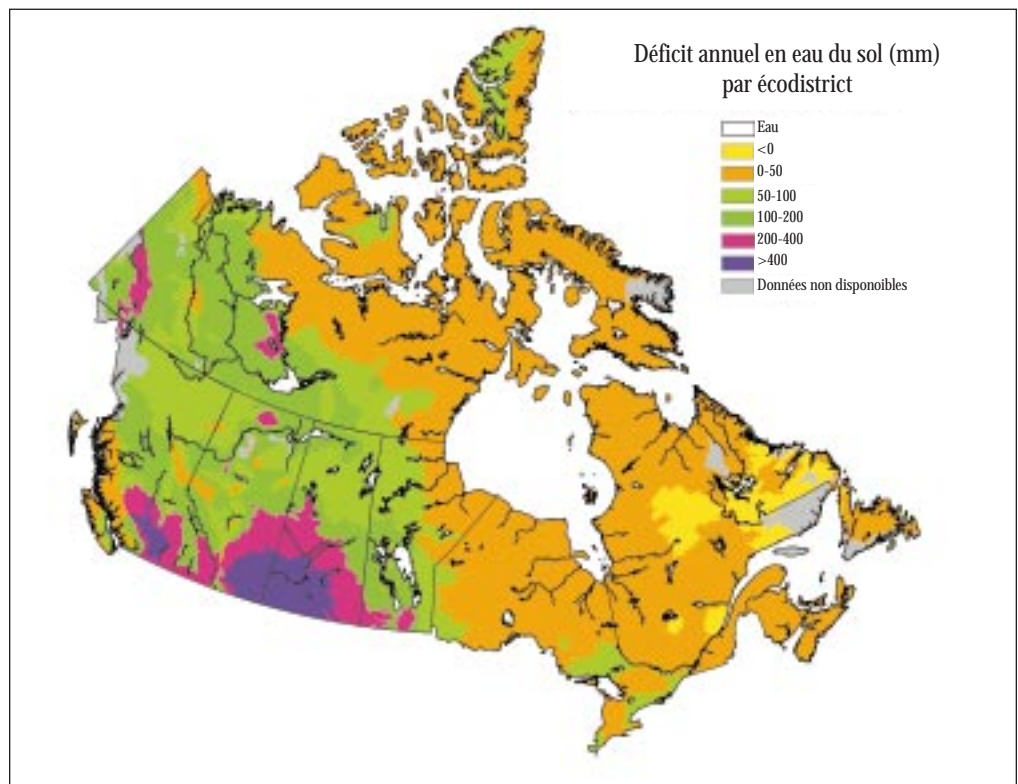 Déficit annuel en eau du sol (mm)
par écodistrict
Eau
<0
0-50
50-100
100-200
200-400
>400
Données non disponoibles